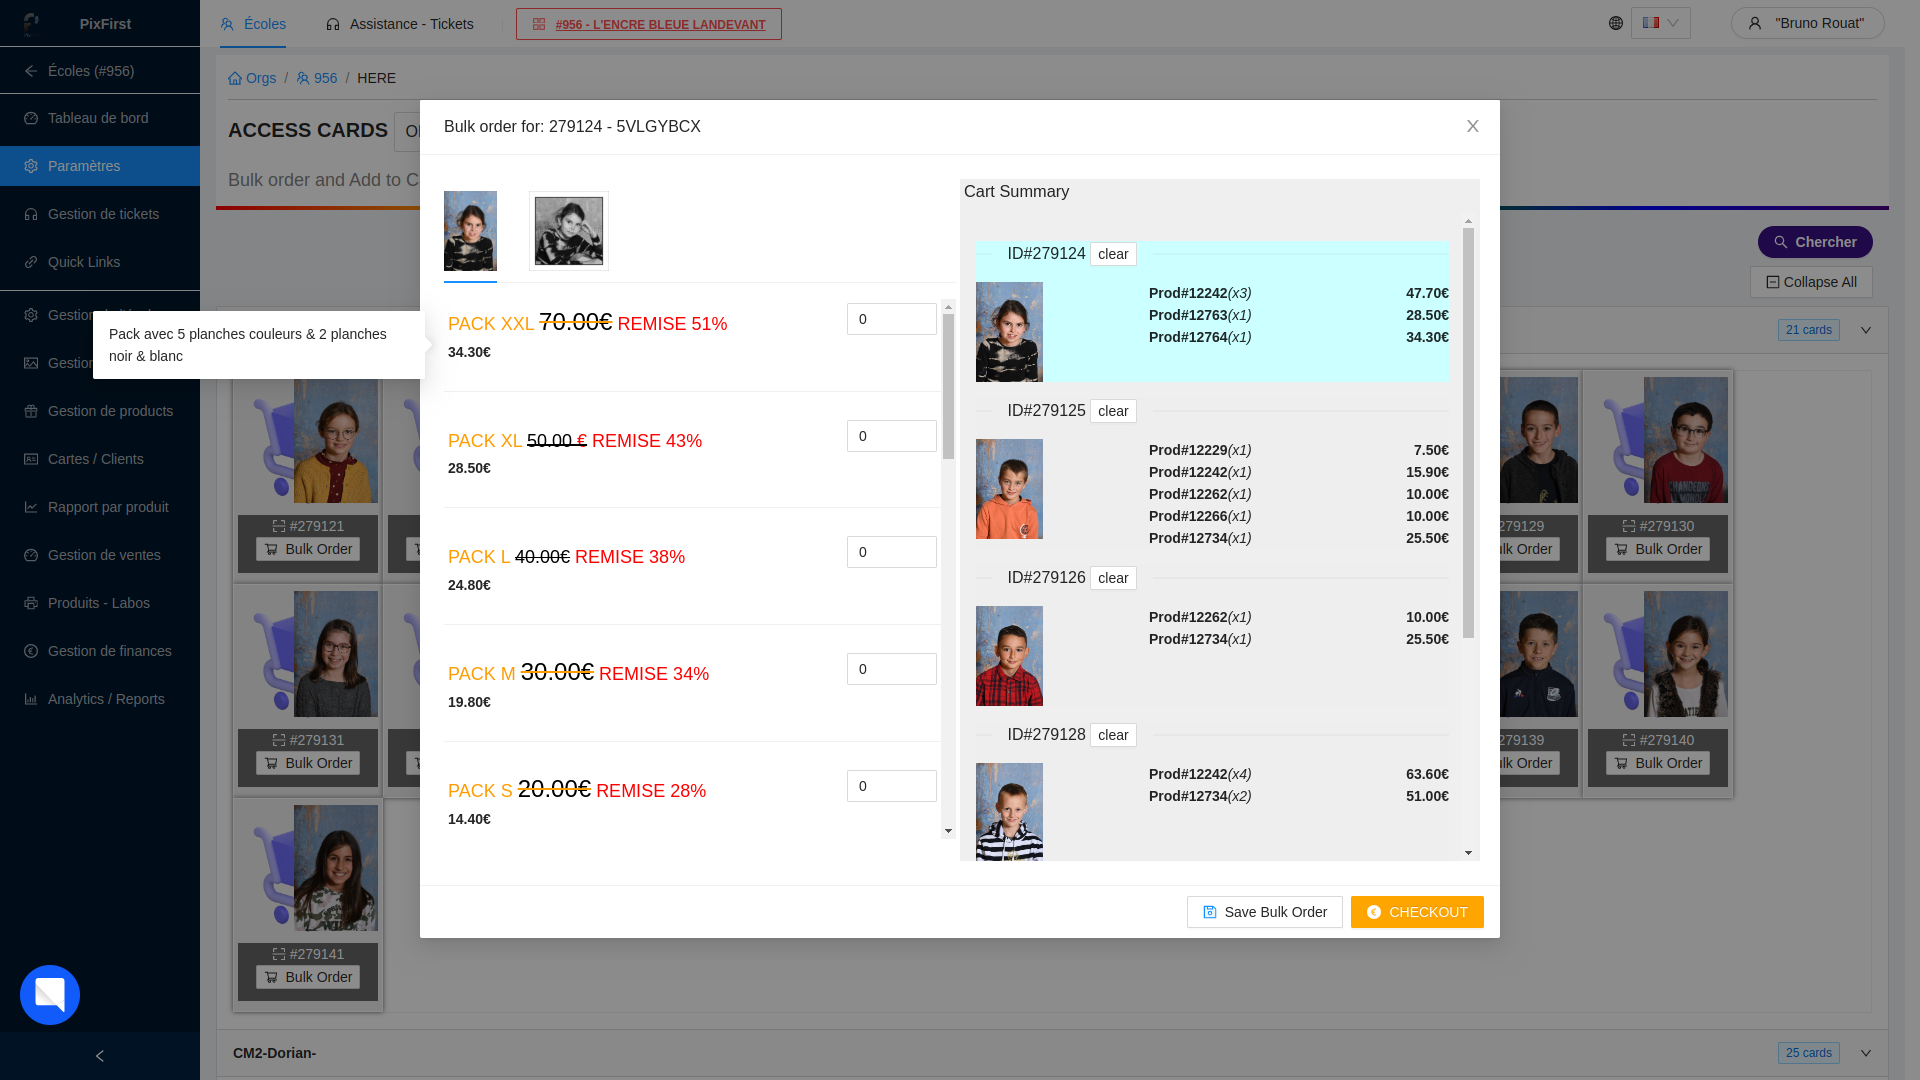 PixFirst
Écoles
Assistance - Tickets
#956 - L'ENCRE BLEUE LANDEVANT
"Bruno Rouat"
Écoles (#956)
Tableau de bord
Paramètres
Gestion de tickets
Quick Links
Gestion
Gestion
Gestion de products
Cartes / Clients
Rapport par produit
Gestion de ventes
Produits - Labos
Gestion de finances
Analytics / Reports
Pack avec 5 planches couleurs & 2 planches
noir & blanc
Orgs / 956 / HERE
ACCESS CARDS
Bulk order and Add to C
Chercher
Collapse All
21 cards
Bulk order for: 279124 - 5VLGYBCX
PACK XXL 70.00€ REMISE 51%
34.30€
0
PACK XL 50.00 € REMISE 43%
28.50€
0
PACK L 40.00€ REMISE 38%
24.80€
0
PACK M 30.00€ REMISE 34%
19.80€
0
PACK S 20.00€ REMISE 28%
14.40€
0
Cart Summary
ID#279124 clear
Prod#12242(x3) 47.70€
Prod#12763(x1) 28.50€
Prod#12764(x1) 34.30€
ID#279125 clear
Prod#12229(x1) 7.50€
Prod#12242(x1) 15.90€
Prod#12262(x1) 10.00€
Prod#12266(x1) 10.00€
Prod#12734(x1) 25.50€
ID#279126 clear
Prod#12262(x1) 10.00€
Prod#12734(x1) 25.50€
ID#279128 clear
Prod#12242(x4) 63.60€
Prod#12734(x2) 51.00€
Save Bulk Order
CHECKOUT
#279121
Bulk Order
279129
ulk Order
#279130
Bulk Order
#279131
Bulk Order
279139
ulk Order
#279140
Bulk Order
#279141
Bulk Order
CM2-Dorian-
25 cards